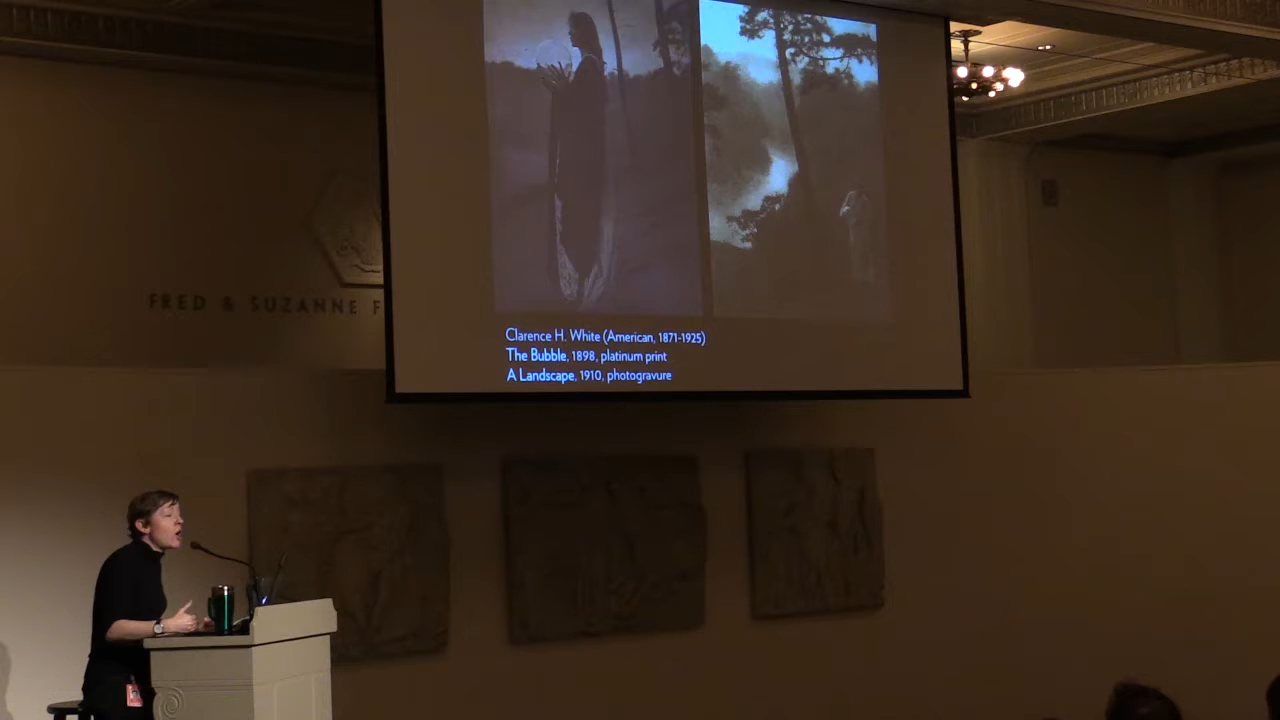 FRED & SUZANNE F
Clarence H. White (American, 1871-1925)
The Bubble, 1898, platinum print
A Landscape, 1910, photogravure